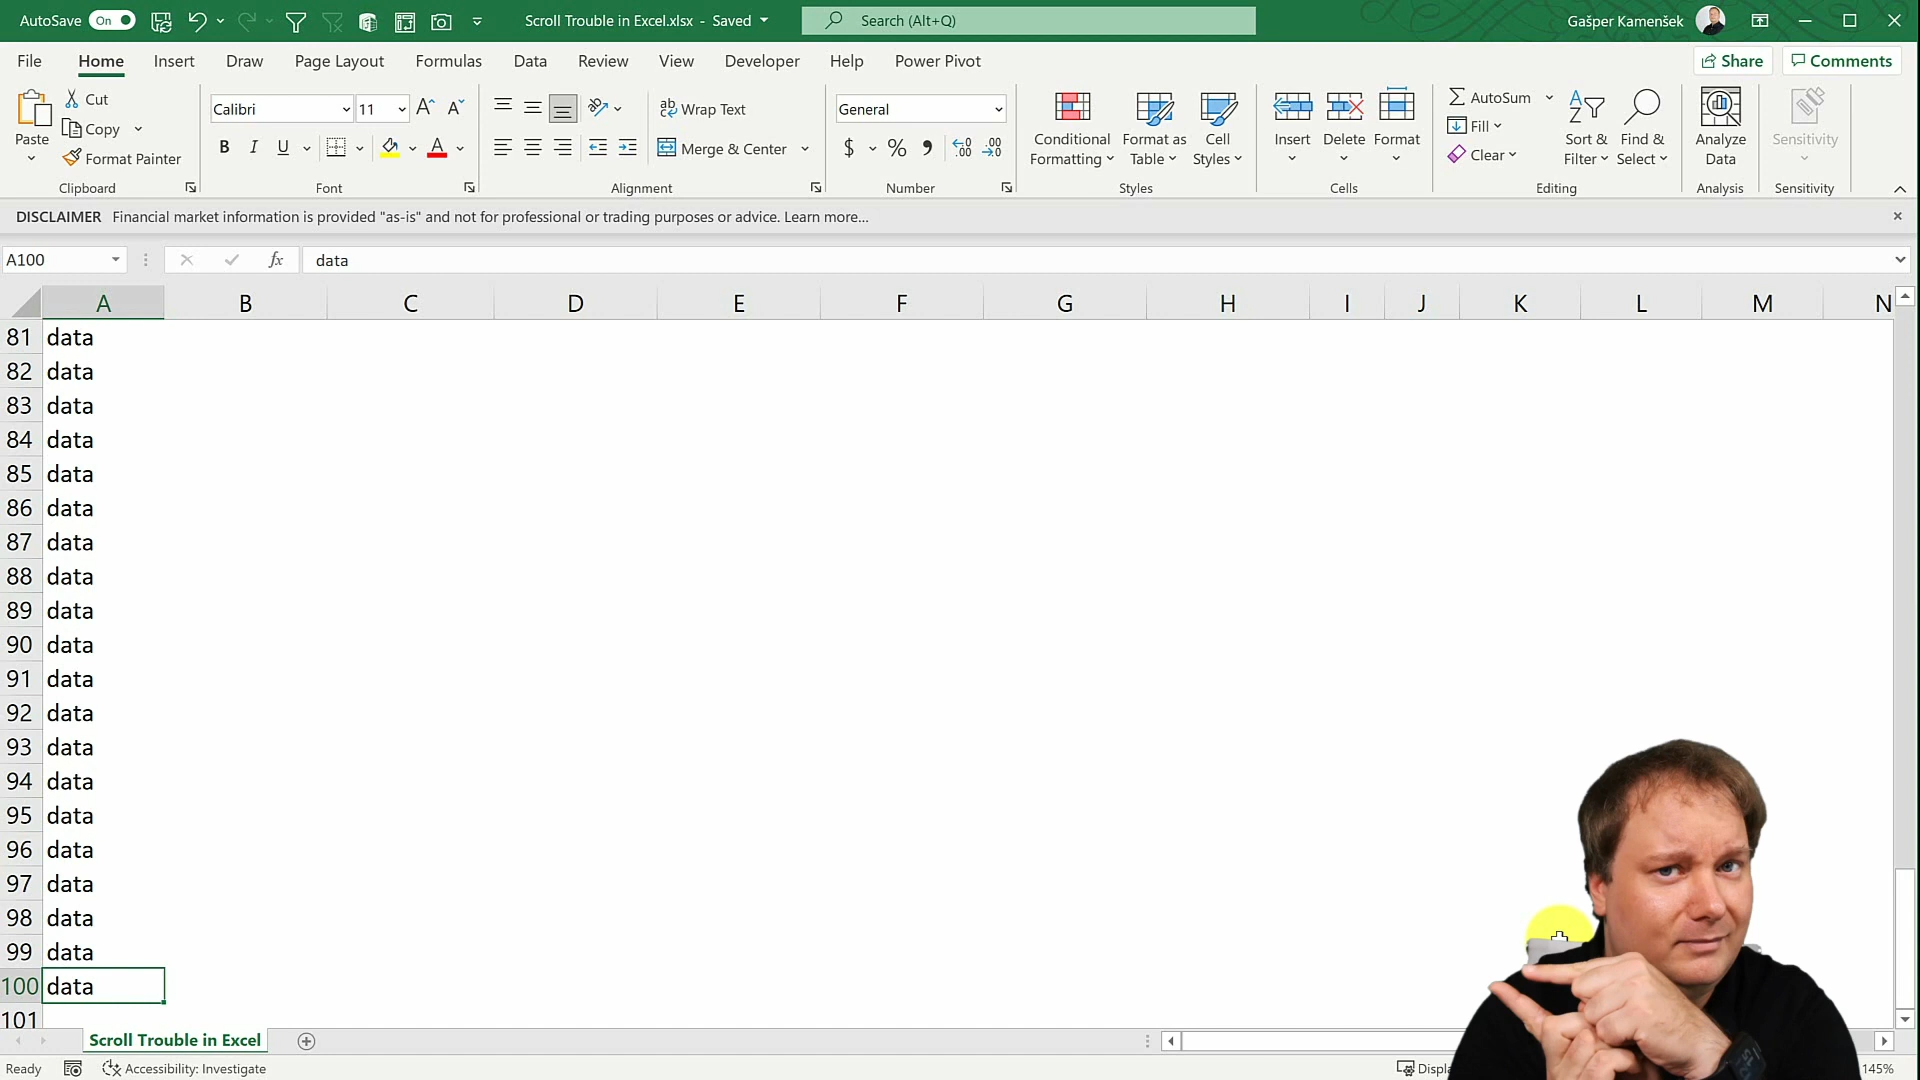 AutoSave On Scroll Trouble in Excel.xlsx - Saved Search (Alt+Q) Gašper Kamenšek
File Home Insert Draw Page Layout Formulas Data Review View Developer Help Power Pivot Share Comments
Paste
Cut
Copy
Format Painter
Clipboard
Calibri 11
B I U A
Font
ab Wrap Text
Merge & Center
Alignment
General
$ % 9 .00 .00
Number
Conditional Formatting
Format as Table
Cell Styles
Styles
Insert Delete Format
Cells
AutoSum
Fill
Clear
Sort & Filter
Find & Select
Editing
Analyze Data
Analysis
Sensitivity
Sensitivity
DISCLAIMER Financial market information is provided "as-is" and not for professional or trading purposes or advice. Learn more...
A100 fx data
A B C D E F G H I J K L M N
81 data
82 data
83 data
84 data
85 data
86 data
87 data
88 data
89 data
90 data
91 data
92 data
93 data
94 data
95 data
96 data
97 data
98 data
99 data
100 data
101
Scroll Trouble in Excel
Ready Accessibility: Investigate Displa 145%